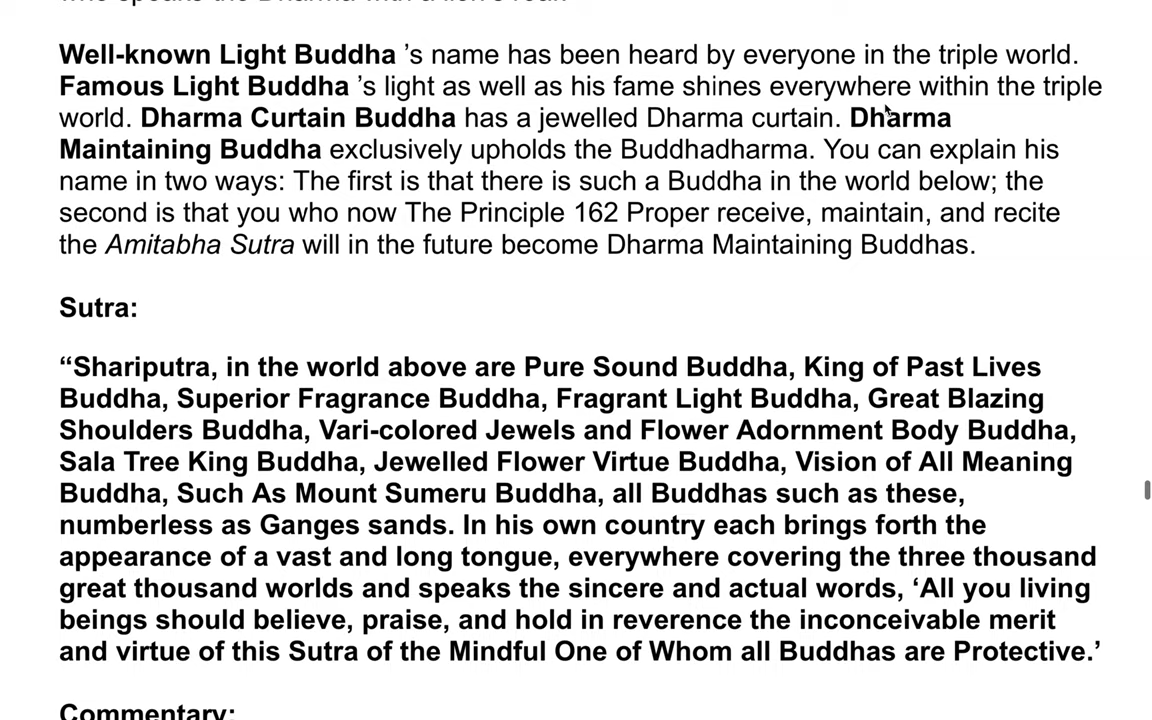 Well-known Light Buddha ’s name has been heard by everyone in the triple world.
Famous Light Buddha ’s light as well as his fame shines everywhere within the triple
world. Dharma Curtain Buddha has a jewelled Dharma curtain. Dharma
Maintaining Buddha exclusively upholds the Buddhadharma. You can explain his
name in two ways: The first is that there is such a Buddha in the world below; the
second is that you who now The Principle 162 Proper receive, maintain, and recite
the Amitabha Sutra will in the future become Dharma Maintaining Buddhas.
Sutra:
“Shariputra, in the world above are Pure Sound Buddha, King of Past Lives
Buddha, Superior Fragrance Buddha, Fragrant Light Buddha, Great Blazing
Shoulders Buddha, Vari-colored Jewels and Flower Adornment Body Buddha,
Sala Tree King Buddha, Jewelled Flower Virtue Buddha, Vision of All Meaning
Buddha, Such As Mount Sumeru Buddha, all Buddhas such as these,
numberless as Ganges sands. In his own country each brings forth the
appearance of a vast and long tongue, everywhere covering the three thousand
great thousand worlds and speaks the sincere and actual words, ‘All you living
beings should believe, praise, and hold in reverence the inconceivable merit
and virtue of this Sutra of the Mindful One of Whom all Buddhas are Protective.’
Commentary: